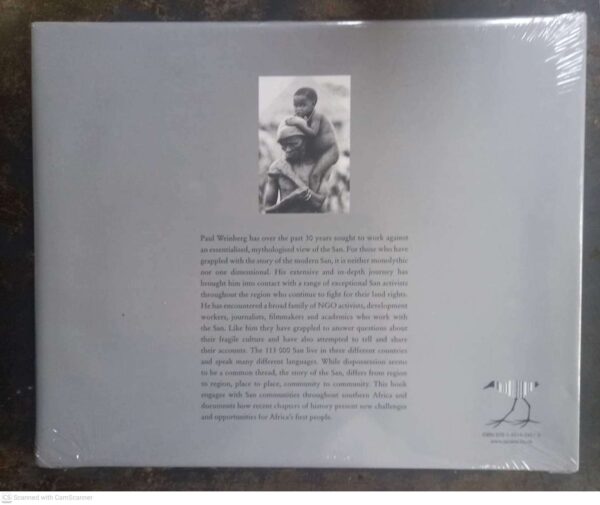 Paul Weinberg has over the past 30 years sought to work against
an essentialised, mythologised view of the San. For those who have
grappled with the story of the modern San, it is neither monolythic
nor one dimensional. His extensive and in-depth journey has
brought him into contact with a range of exceptional San activists
throughout the region who continue to fight for their land rights.
He has encountered a broad family of NGO activists, development
workers, journalists, filmmakers and academics who work with
the San. Like him they have grappled to answer questions about
their fragile culture and have also attempted to tell and share
their accounts. The 113 000 San live in three different countries
and speak many different languages. While dispossession seems
to be a common thread, the story of the San, differs from region
to region, place to place, community to community. This book
engages with San communities throughout southern Africa and
documents how recent chapters of history present new challenges
and opportunities for Africa's first people.
ISBN
CS Scanned with CamScanner